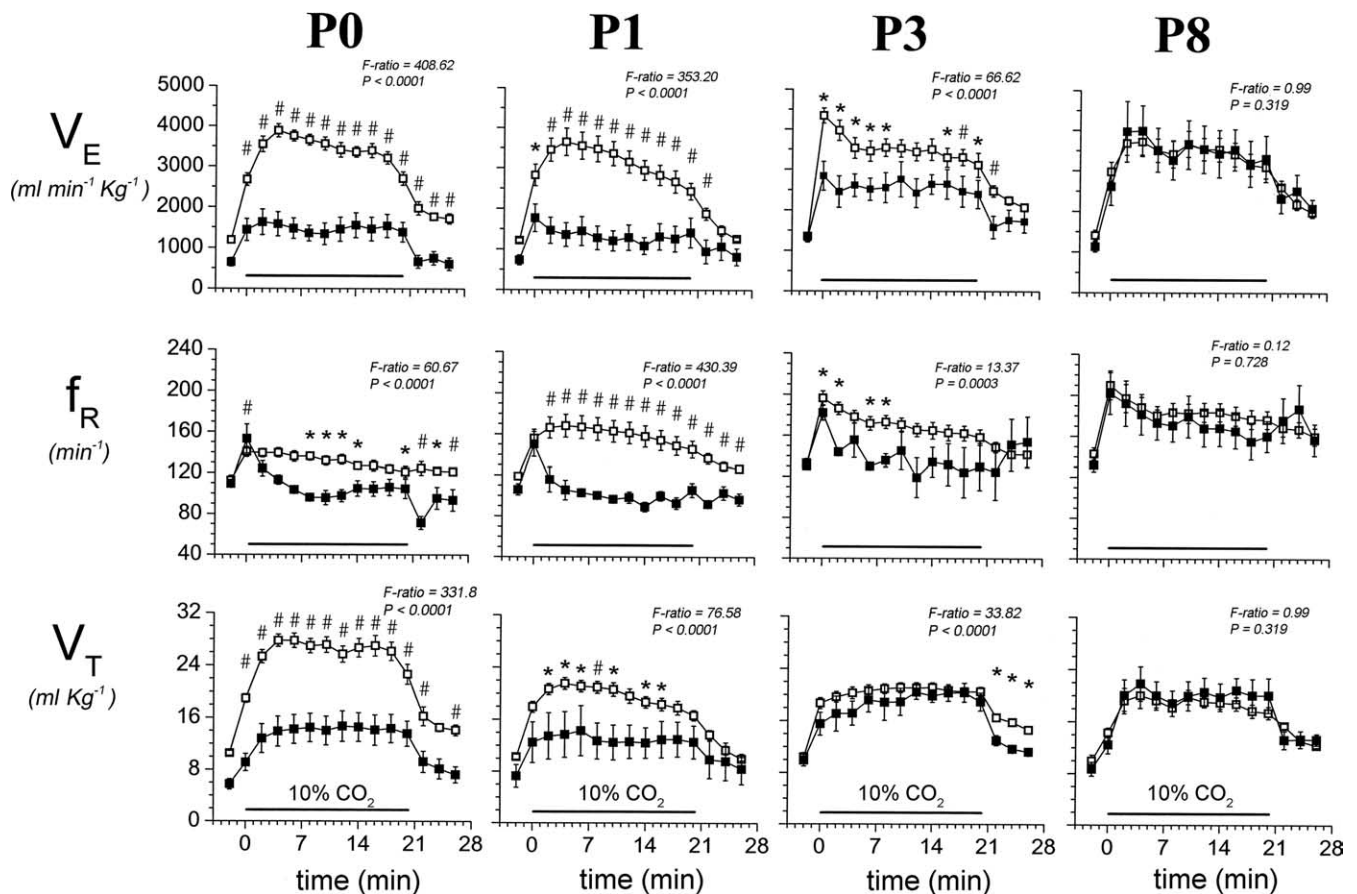 P0 P1 P3 P8
F-ratio = 408.62
P < 0.0001
F-ratio = 353.20
P < 0.0001
F-ratio = 66.62
P < 0.0001
F-ratio = 0.99
P = 0.319
V_E
(ml min⁻¹ Kg⁻¹)
5000
4000
3000
2000
1000
0
# # # # # # # # # # # # # #
* # # # # # # # # # # #
* * * * * * # * #
F-ratio = 60.67
P < 0.0001
F-ratio = 430.39
P < 0.0001
F-ratio = 13.37
P = 0.0003
F-ratio = 0.12
P = 0.728
f_R
(min⁻¹)
240
200
160
120
80
40
# * * * * * # * #
# # # # # # # # # # # # #
* * * *
F-ratio = 331.8
P < 0.0001
F-ratio = 76.58
P < 0.0001
F-ratio = 33.82
P < 0.0001
F-ratio = 0.99
P = 0.319
V_T
(ml Kg⁻¹)
32
24
16
8
0
# # # # # # # # # # # # #
* * * # * * *
* * *
10% CO₂ 10% CO₂ 10% CO₂ 10% CO₂
0 7 14 21 28 0 7 14 21 28 0 7 14 21 28 0 7 14 21 28
time (min) time (min) time (min) time (min)